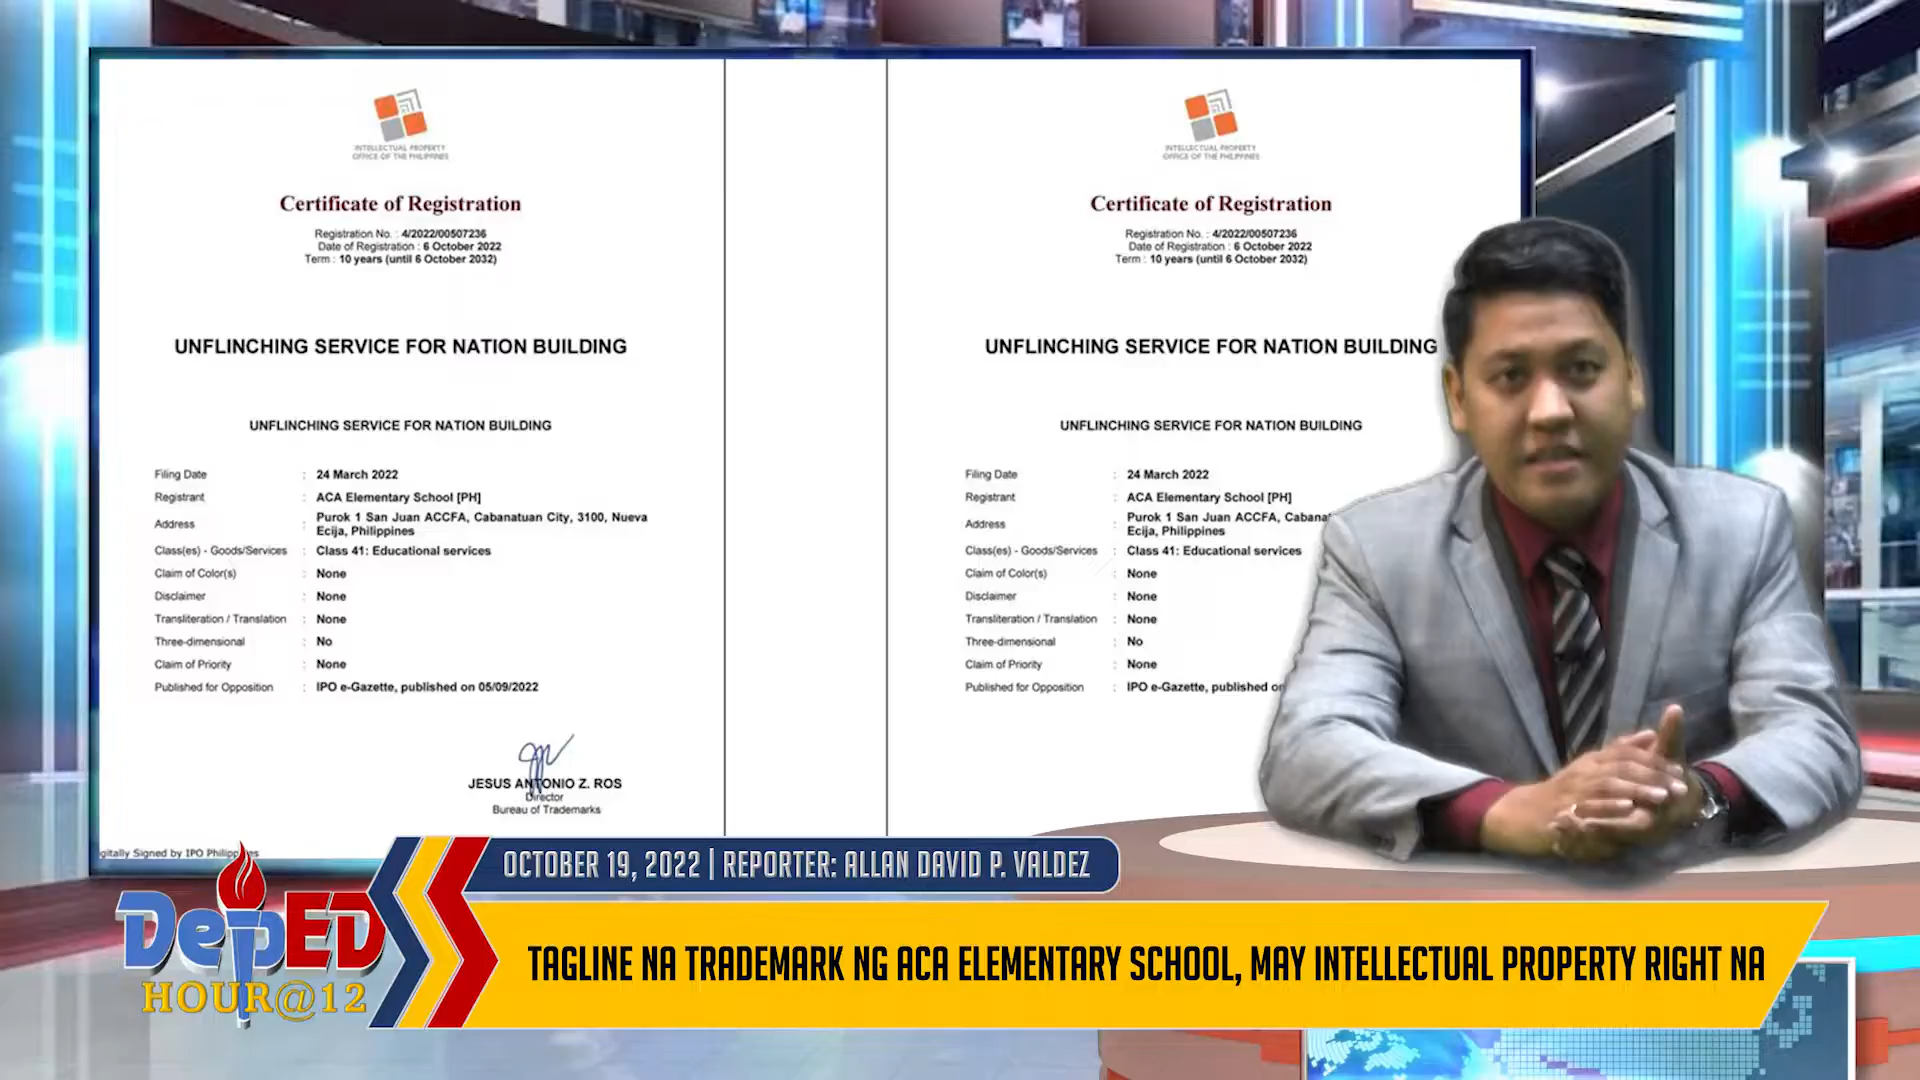 INTELLECTUAL PROPERTY
OFFICE OF THE PHILIPPINES
Certificate of Registration
Registration No. : 4/2022/00507236
Date of Registration : 6 October 2022
Term : 10 years (until 6 October 2032)
UNFLINCHING SERVICE FOR NATION BUILDING
UNFLINCHING SERVICE FOR NATION BUILDING
Filing Date : 24 March 2022
Registrant : ACA Elementary School [PH]
Address : Purok 1 San Juan ACCFA, Cabanatuan City, 3100, Nueva
Ecija, Philippines
Class(es) - Goods/Services : Class 41: Educational services
Claim of Color(s) : None
Disclaimer : None
Transliteration / Translation : None
Three-dimensional : No
Claim of Priority : None
Published for Opposition : IPO e-Gazette, published on 05/09/2022
JESUS ANTONIO Z. ROS
Director
Bureau of Trademarks
gitally Signed by IPO Philippines
INTELLECTUAL PROPERTY
OFFICE OF THE PHILIPPINES
Certificate of Registration
Registration No. : 4/2022/00507236
Date of Registration : 6 October 2022
Term : 10 years (until 6 October 2032)
UNFLINCHING SERVICE FOR NATION BUILDING
UNFLINCHING SERVICE FOR NATION BUILDING
Filing Date : 24 March 2022
Registrant : ACA Elementary School [PH]
Address : Purok 1 San Juan ACCFA, Cabanat
Ecija, Philippines
Class(es) - Goods/Services : Class 41: Educational services
Claim of Color(s) : None
Disclaimer : None
Transliteration / Translation : None
Three-dimensional : No
Claim of Priority : None
Published for Opposition : IPO e-Gazette, published on
OCTOBER 19, 2022 | REPORTER: ALLAN DAVID P. VALDEZ
DepED
HOUR@12
TAGLINE NA TRADEMARK NG ACA ELEMENTARY SCHOOL, MAY INTELLECTUAL PROPERTY RIGHT NA